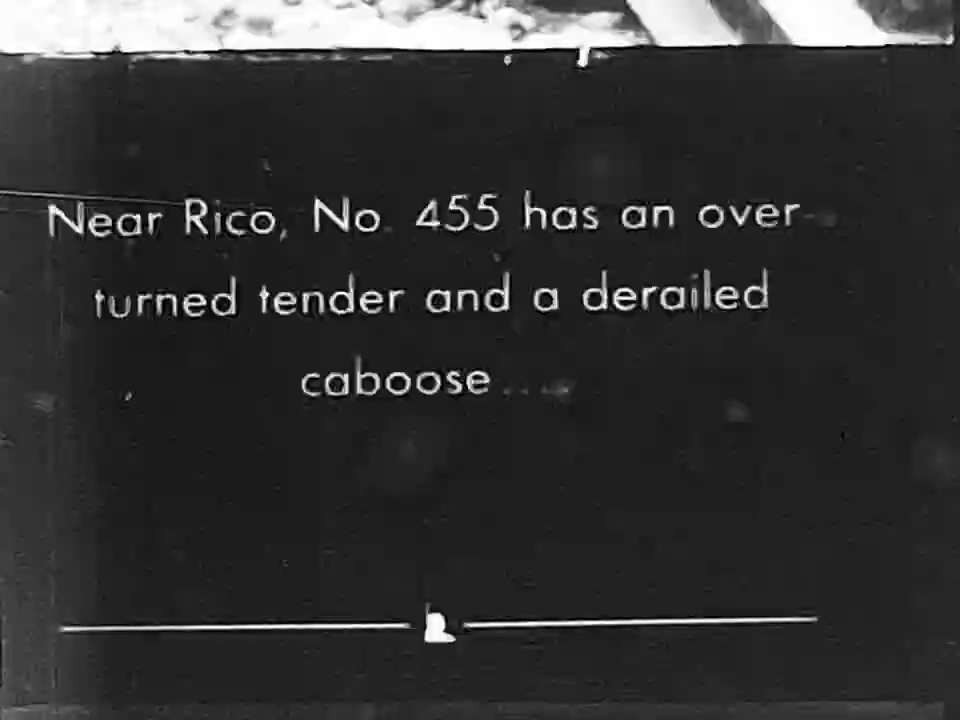 Near Rico, No. 455 has an over-
turned tender and a derailed
caboose....